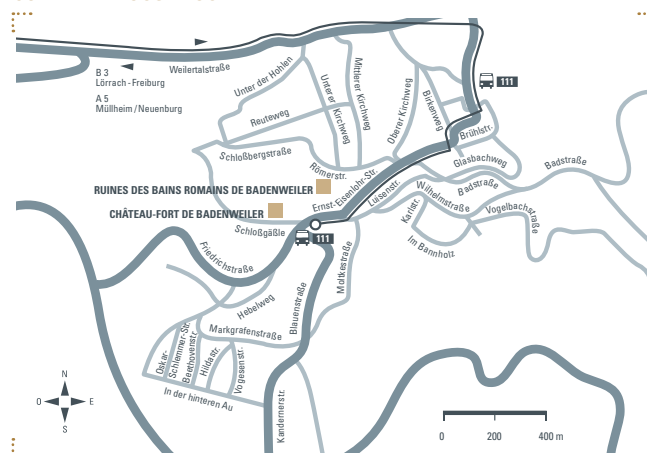 B 3
Lörrach - Freiburg
A 5
Müllheim / Neuenburg
Weilertalstraße
Unter der Hohlen
Unterer Kirchweg
Mittlerer Kirchweg
Oberer Kirchweg
Birkenweg
111
Reuteweg
Brühlstr.
Schloßbergstraße
Römerstr.
Glasbachweg
Badstraße
RUINES DES BAINS ROMAINS DE BADENWEILER
Ernst-Eisenlohr-Str.
Luisenstr.
Wilhelmstraße
Badstraße
CHÂTEAU-FORT DE BADENWEILER
Karlstr.
Vogelbachstraße
Schloßgäßle
111
Im Bannholz
Friedrichstraße
Moltkestraße
Hebelweg
Blauenstraße
Markgrafenstraße
Oskar-
Schlemmer-Str.
Beethovenstr.
Hildastr.
Vogesenstr.
In der hinteren Au
Kandernerstr.
N
O
E
S
0
200
400 m